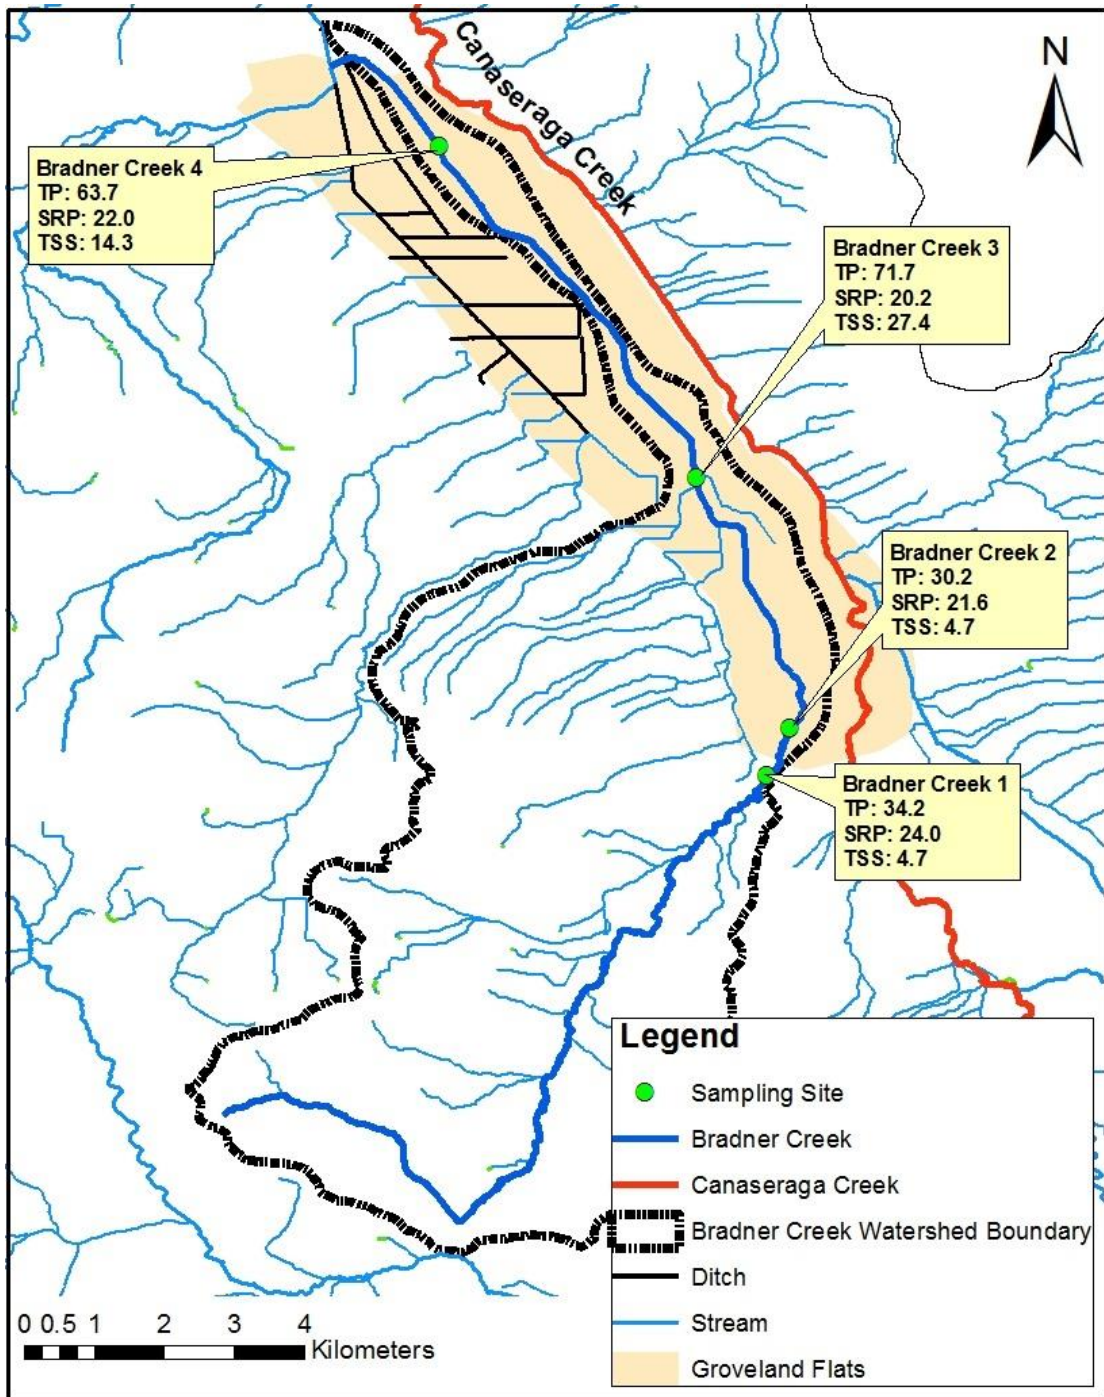 Canaseraga Creek
N
Bradner Creek 4
TP: 63.7
SRP: 22.0
TSS: 14.3
Bradner Creek 3
TP: 71.7
SRP: 20.2
TSS: 27.4
Bradner Creek 2
TP: 30.2
SRP: 21.6
TSS: 4.7
Bradner Creek 1
TP: 34.2
SRP: 24.0
TSS: 4.7
Legend
Sampling Site
Bradner Creek
Canaseraga Creek
Bradner Creek Watershed Boundary
Ditch
Stream
Groveland Flats
0 0.5 1 2 3 4
Kilometers